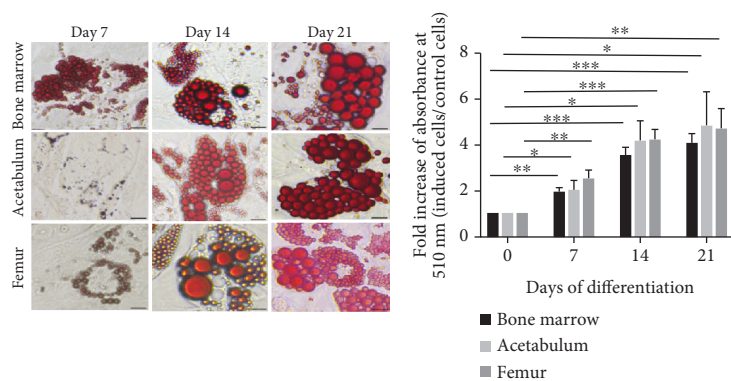 Day 7
Day 14
Day 21
Bone marrow
Acetabulum
Femur
Fold increase of absorbance at
510 nm (induced cells/control cells)
8
6
4
2
0
**
*
***
***
*
***
**
*
**
0
7
14
21
Days of differentiation
Bone marrow
Acetabulum
Femur